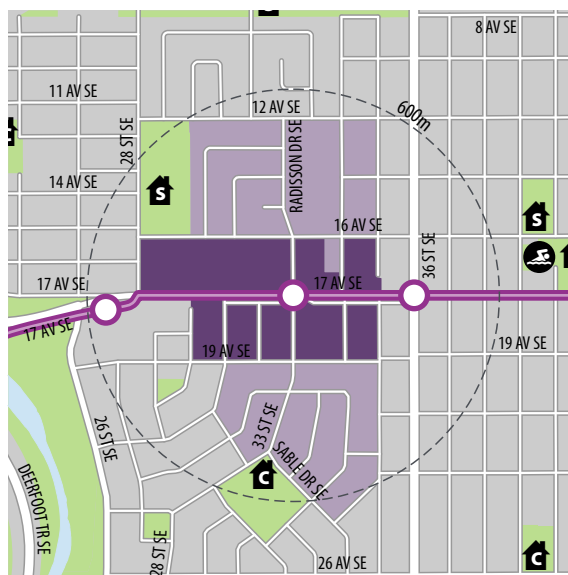 8 AV SE
11 AV SE
12 AV SE
600m
28 ST SE
RADISSON DR SE
14 AV SE
S
S
16 AV SE
36 ST SE
17 AV SE
17 AV SE
17 AV SE
19 AV SE
19 AV SE
26 ST SE
33 ST SE
SABLE DR SE
C
DEERFOOT TR SE
28 ST SE
26 AV SE
C